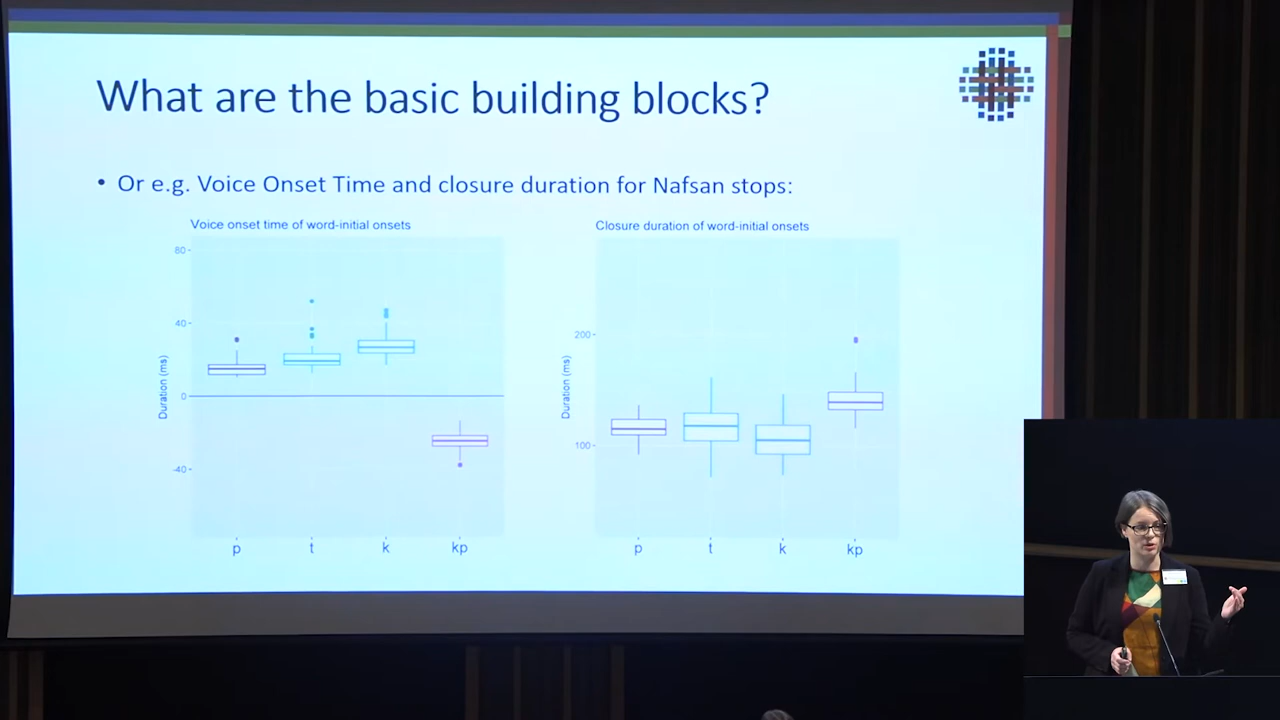 What are the basic building blocks?
• Or e.g. Voice Onset Time and closure duration for Nafsan stops:
Voice onset time of word-initial onsets
80
40
0
-40
Duration (ms)
p t k kp
Closure duration of word-initial onsets
200
100
Duration (ms)
p t k kp